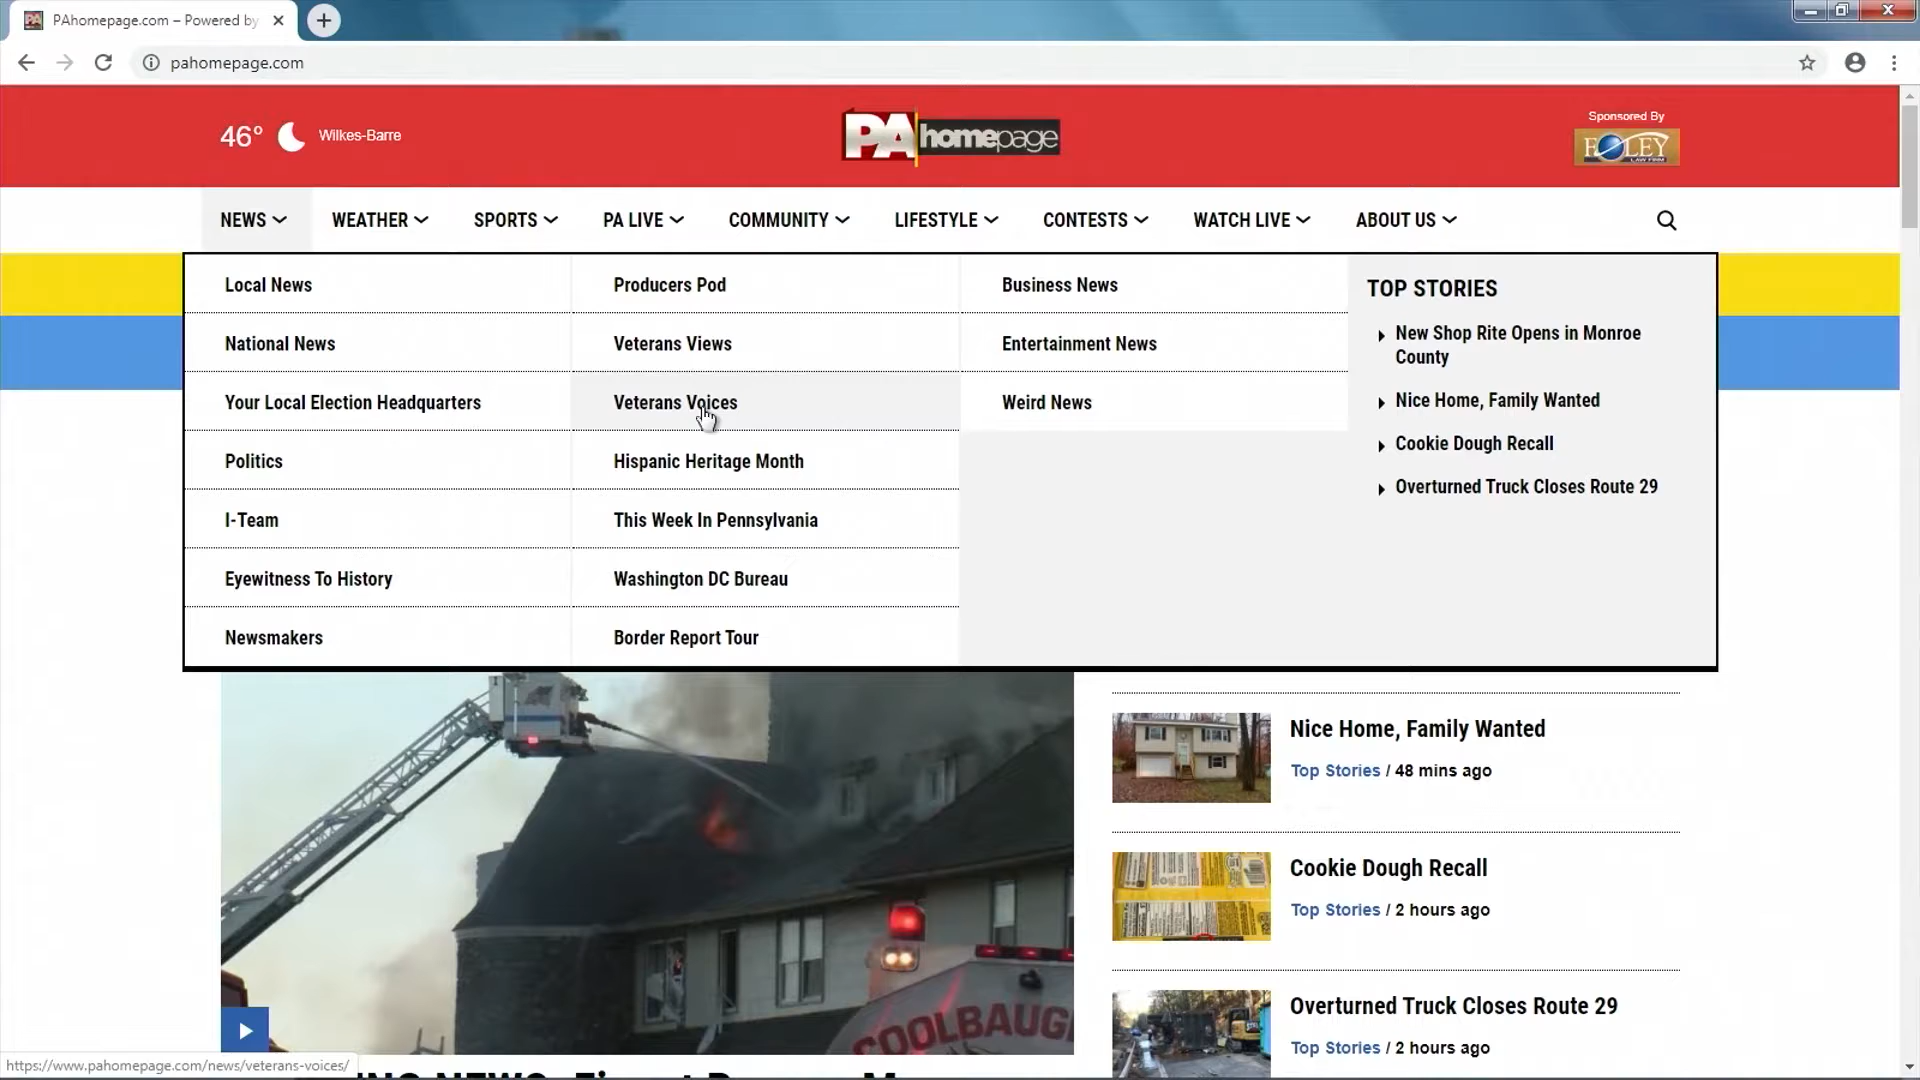 PAhomepage.com – Powered by
pahomepage.com
46° Wilkes-Barre
PA homepage
Sponsored By
FOLEY
LAW FIRM
NEWS WEATHER SPORTS PA LIVE COMMUNITY LIFESTYLE CONTESTS WATCH LIVE ABOUT US
Local News
National News
Your Local Election Headquarters
Politics
I-Team
Eyewitness To History
Newsmakers
Producers Pod
Veterans Views
Veterans Voices
Hispanic Heritage Month
This Week In Pennsylvania
Washington DC Bureau
Border Report Tour
Business News
Entertainment News
Weird News
TOP STORIES
New Shop Rite Opens in Monroe
County
Nice Home, Family Wanted
Cookie Dough Recall
Overturned Truck Closes Route 29
COOLBAUG
Nice Home, Family Wanted
Top Stories / 48 mins ago
Cookie Dough Recall
Top Stories / 2 hours ago
Overturned Truck Closes Route 29
Top Stories / 2 hours ago
https://www.pahomepage.com/news/veterans-voices/